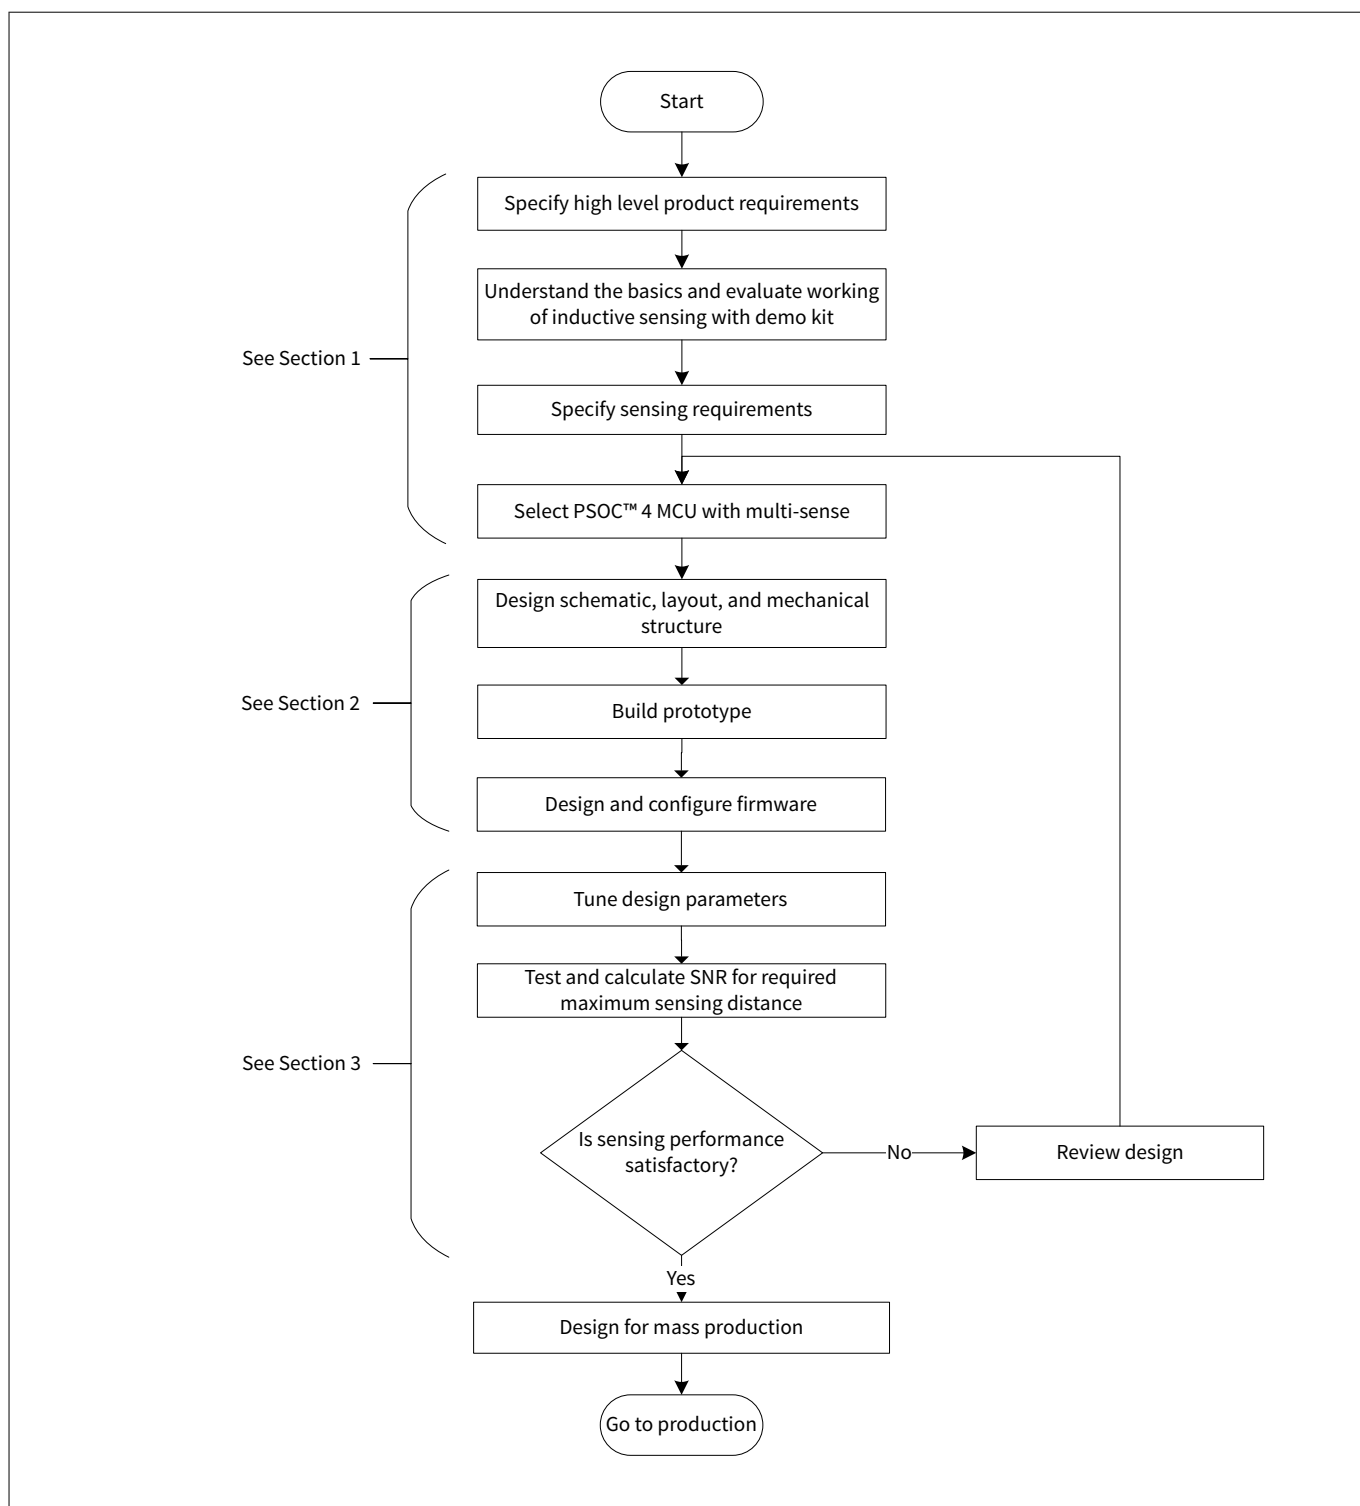 Start
Specify high level product requirements
Understand the basics and evaluate working
of inductive sensing with demo kit
See Section 1
Specify sensing requirements
Select PSOC™ 4 MCU with multi-sense
Design schematic, layout, and mechanical
structure
See Section 2
Build prototype
Design and configure firmware
Tune design parameters
Test and calculate SNR for required
maximum sensing distance
See Section 3
Is sensing performance
satisfactory?
No
Review design
Yes
Design for mass production
Go to production